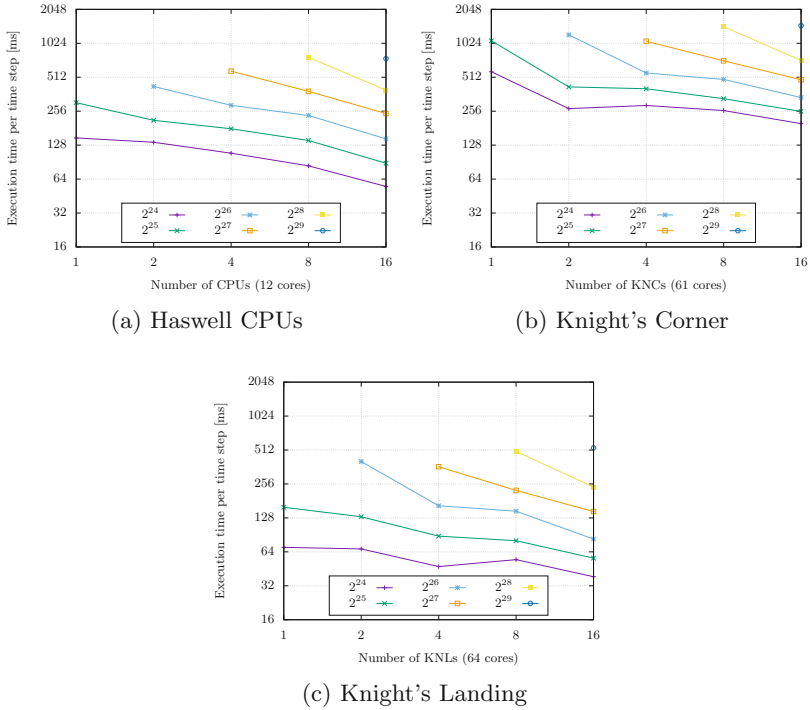 2048
1024
512
256
128
64
32
16
1 2 4 8 16
Execution time per time step [ms]
Number of CPUs (12 cores)
2^24 2^26 2^28
2^25 2^27 2^29
(a) Haswell CPUs
2048
1024
512
256
128
64
32
16
1 2 4 8 16
Execution time per time step [ms]
Number of KNCs (61 cores)
2^24 2^26 2^28
2^25 2^27 2^29
(b) Knight's Corner
2048
1024
512
256
128
64
32
16
1 2 4 8 16
Execution time per time step [ms]
Number of KNLs (64 cores)
2^24 2^26 2^28
2^25 2^27 2^29
(c) Knight's Landing